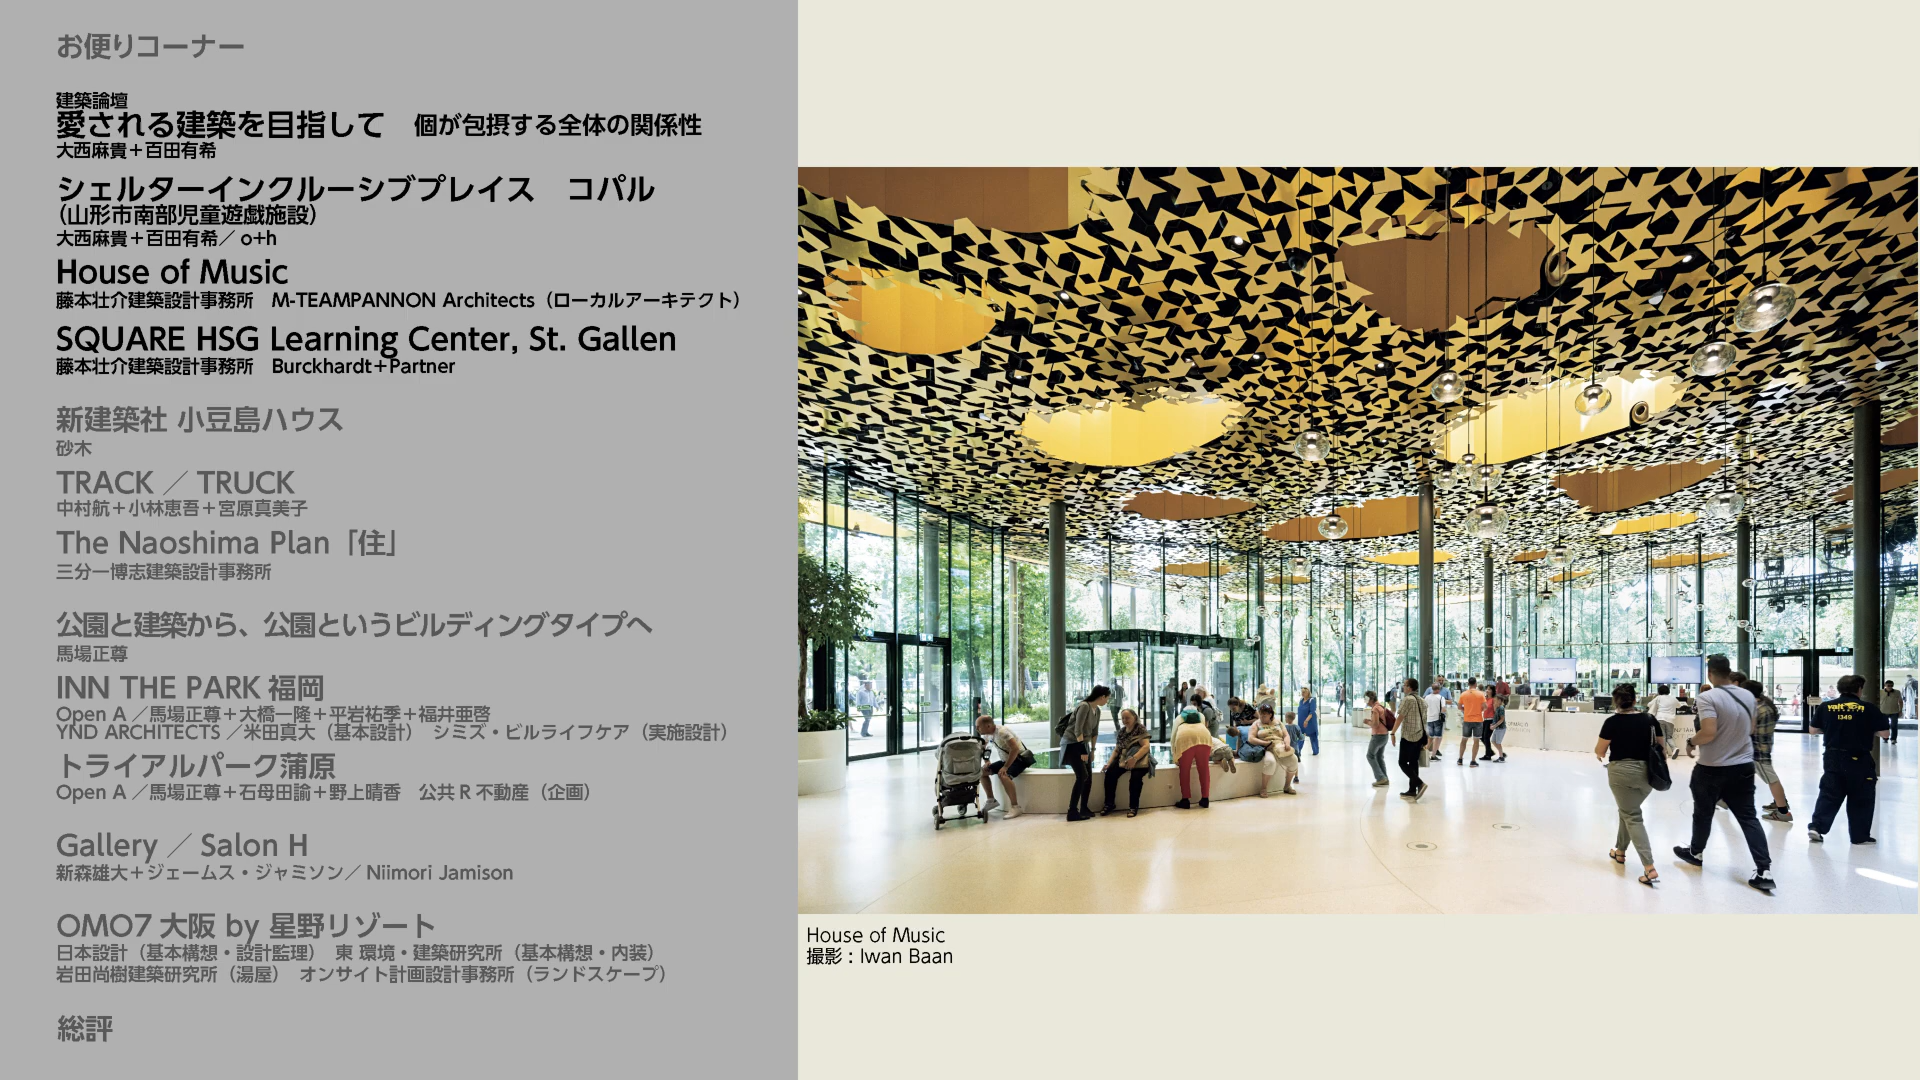 お便りコーナー
建築論壇
愛される建築を目指して　個が包摂する全体の関係性
大西麻貴＋百田有希
シェルターインクルーシブプレイス　コパル
（山形市南部児童遊戯施設）
大西麻貴＋百田有希／ o+h
House of Music
藤本壮介建築設計事務所　M-TEAMPANNON Architects（ローカルアーキテクト）
SQUARE HSG Learning Center, St. Gallen
藤本壮介建築設計事務所　Burckhardt+Partner
新建築社 小豆島ハウス
砂木
TRACK ／ TRUCK
中村航＋小林恵吾＋宮原真美子
The Naoshima Plan「住」
三分一博志建築設計事務所
公園と建築から、公園というビルディングタイプへ
馬場正尊
INN THE PARK 福岡
Open A ／馬場正尊＋大橋一隆＋平岩祐季＋福井亜啓
YND ARCHITECTS ／米田真大（基本設計）　シミズ・ビルライフケア（実施設計）
トライアルパーク蒲原
Open A ／馬場正尊＋石母田諭＋野上晴香　公共 R 不動産（企画）
Gallery ／ Salon H
新森雄大＋ジェームス・ジャミソン／ Niimori Jamison
OMO7 大阪 by 星野リゾート
日本設計（基本構想・設計監理）　東 環境・建築研究所（基本構想・内装）
岩田尚樹建築研究所（湯屋）　オンサイト計画設計事務所（ランドスケープ）
総評
1349
House of Music
撮影 : Iwan Baan